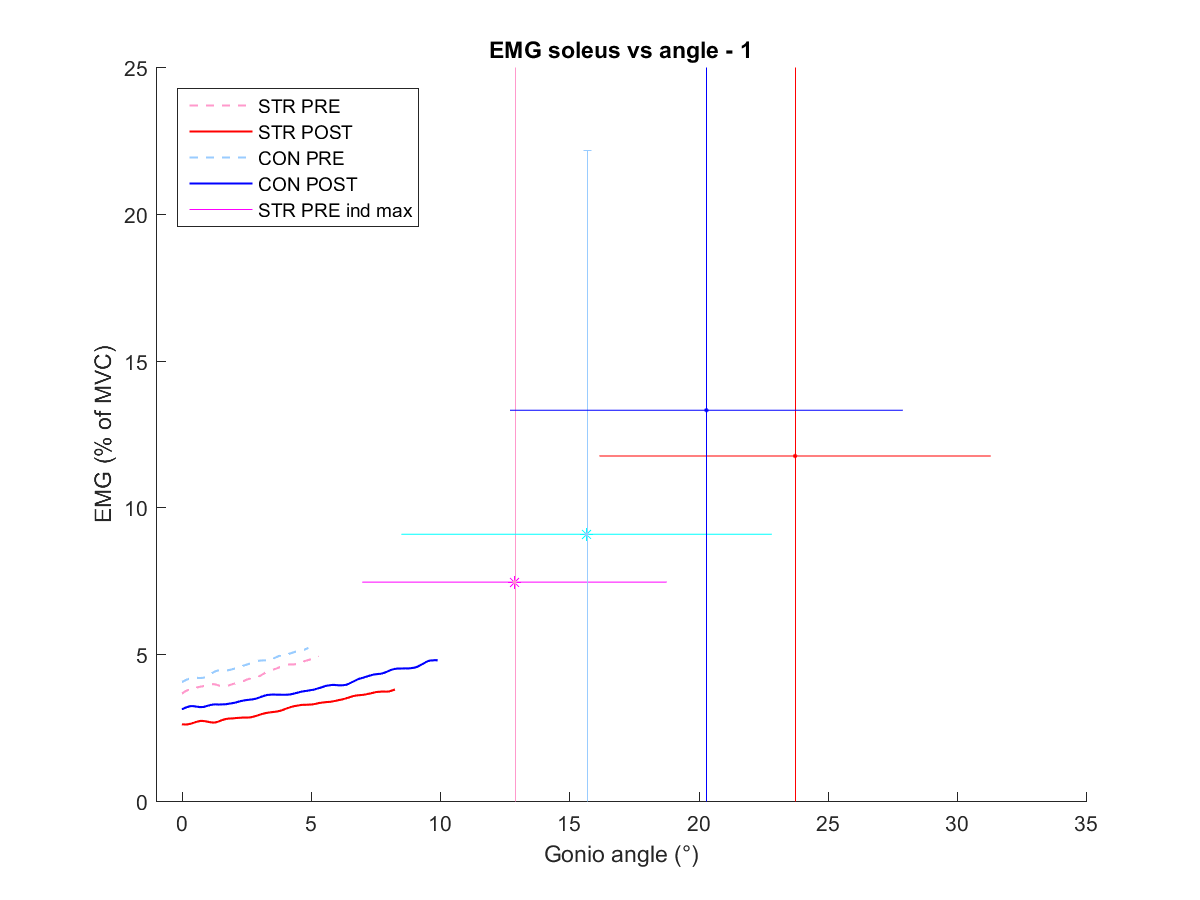 EMG soleus vs angle - 1
25
20
15
10
5
0
EMG (% of MVC)
STR PRE
STR POST
CON PRE
CON POST
STR PRE ind max
0 5 10 15 20 25 30 35
Gonio angle (°)